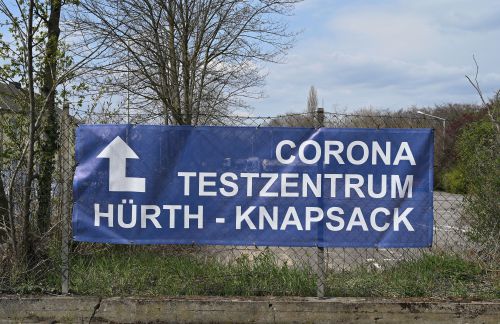 CORONA
TESTZENTRUM
HÜRTH - KNAPSACK